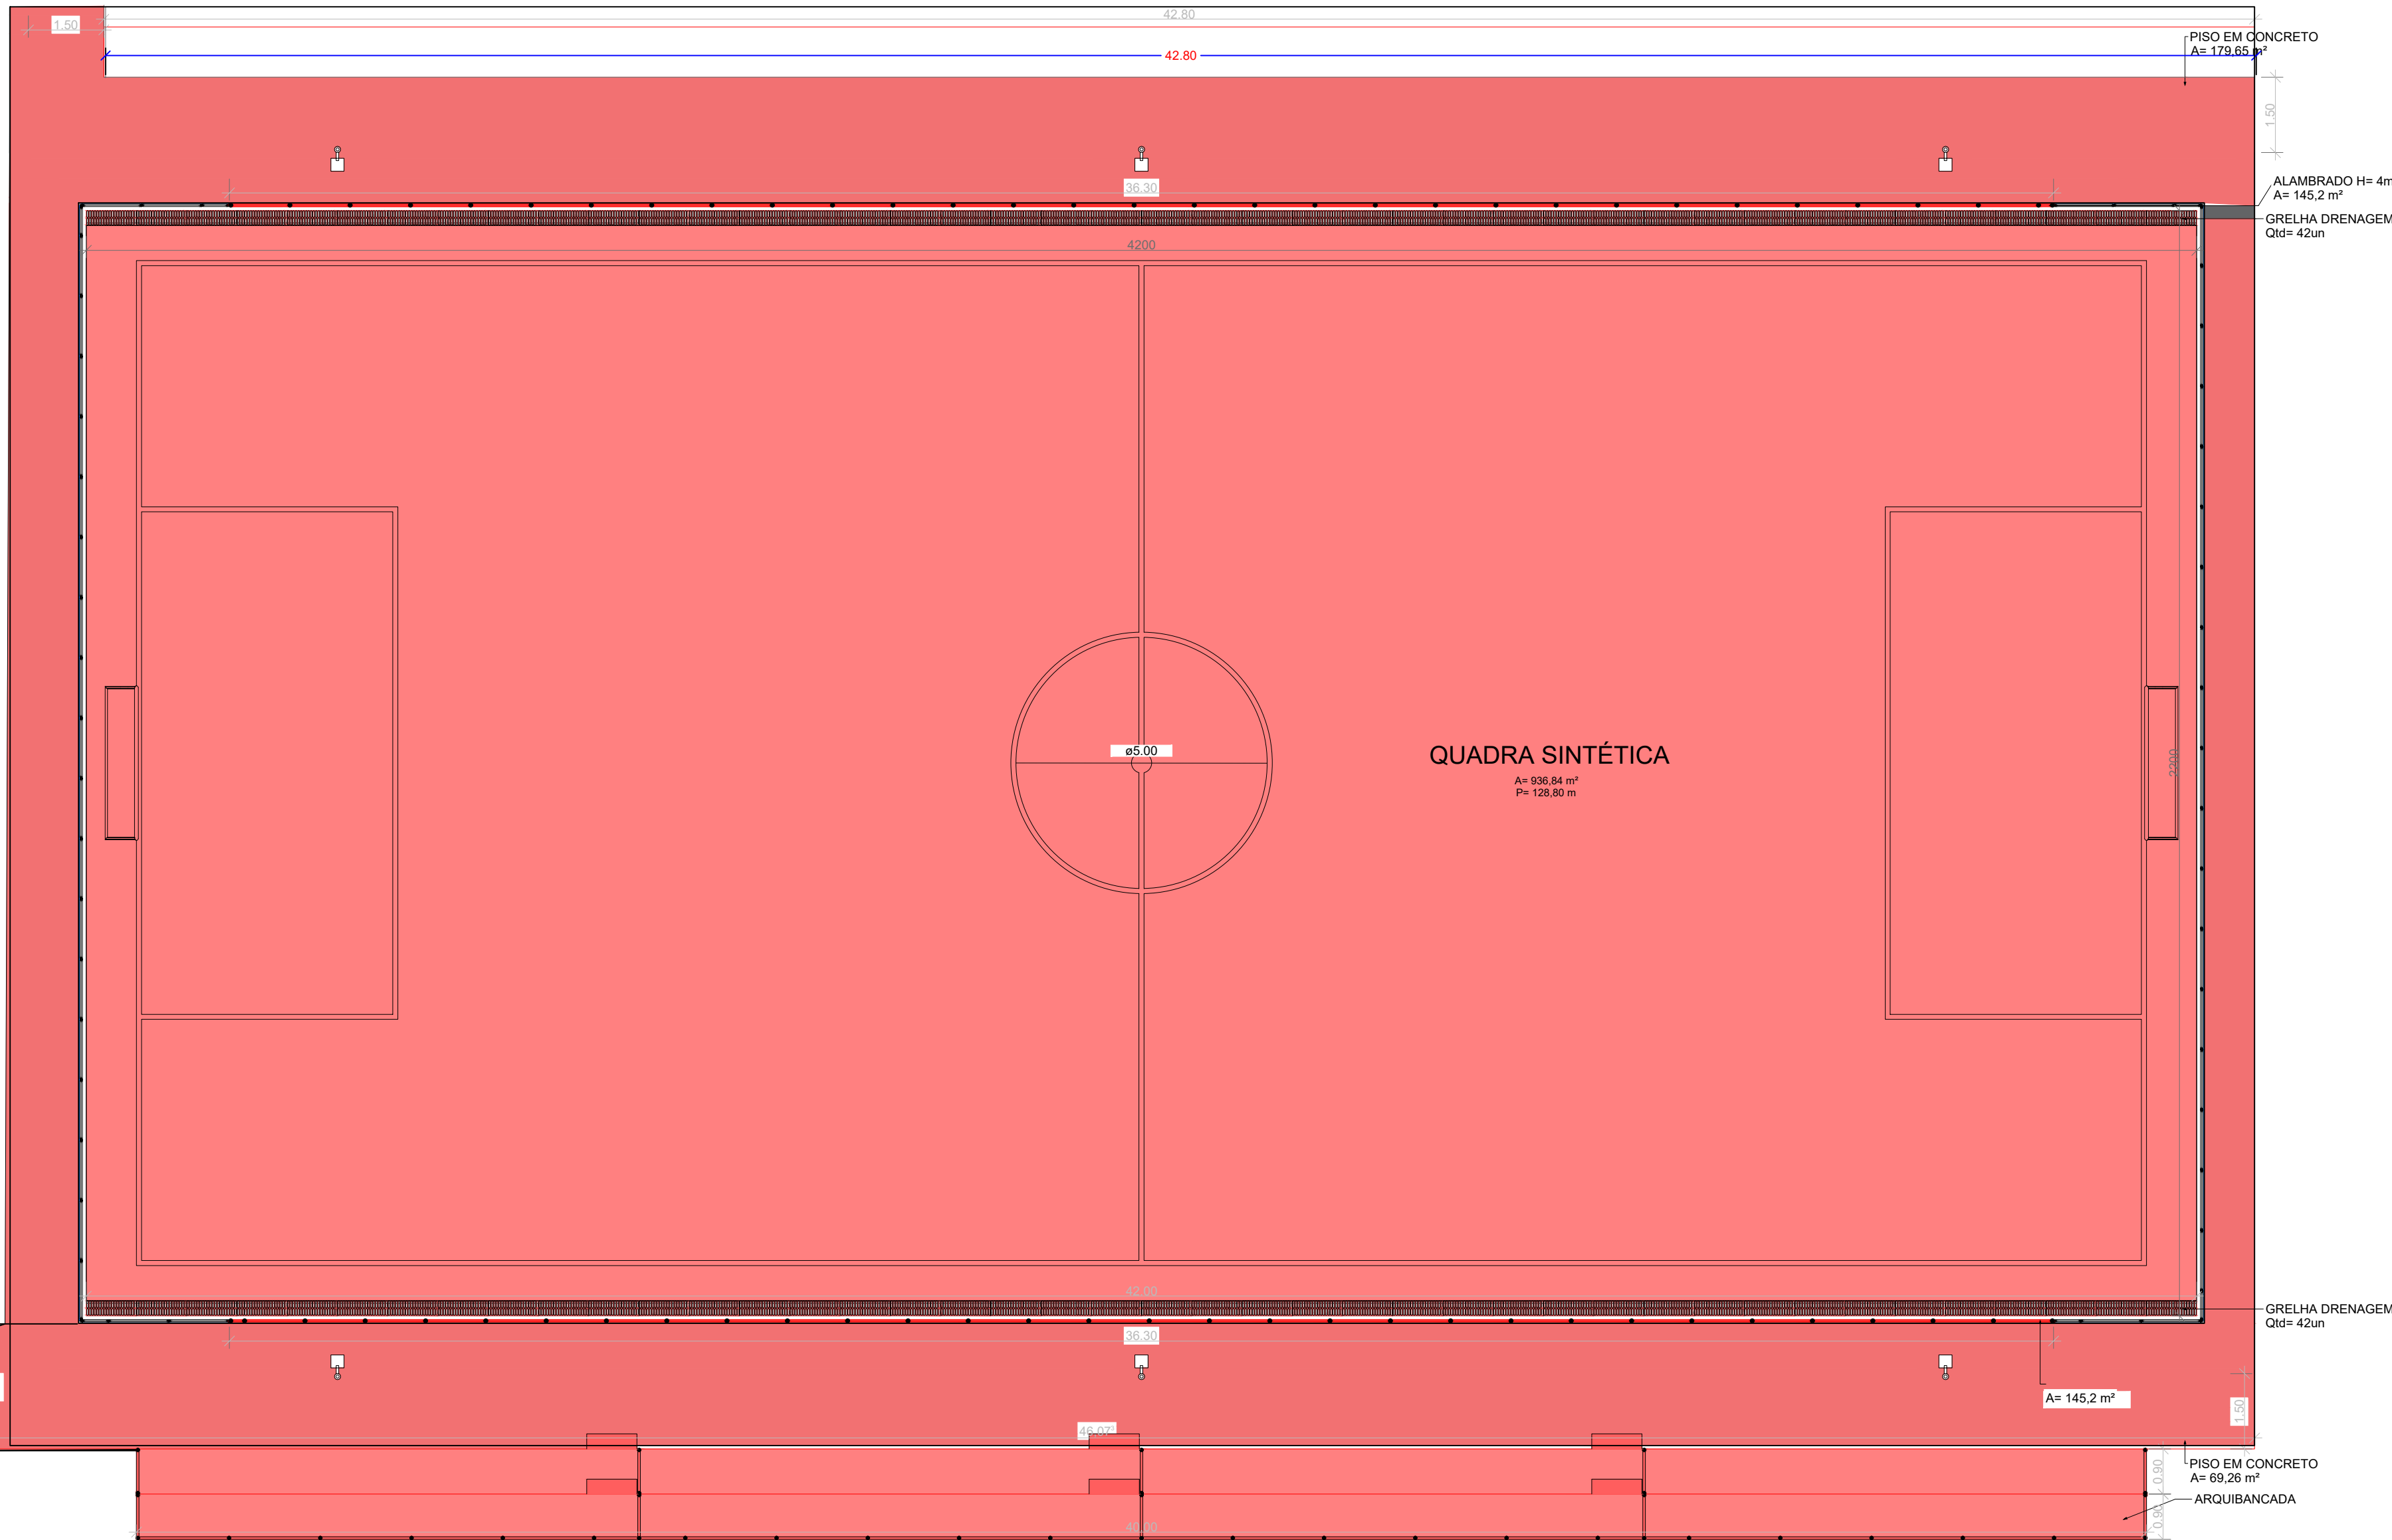 1.50
42.80
42.80
PISO EM CONCRETO
A= 179,65 m²
1.50
36.30
ALAMBRADO H= 4m
A= 145,2 m²
GRELHA DRENAGEM
Qtd= 42un
4200
ø5.00
QUADRA SINTÉTICA
A= 936,84 m²
P= 128,80 m
42.00
GRELHA DRENAGEM
Qtd= 42un
36.30
A= 145,2 m²
1.50
46.07
PISO EM CONCRETO
A= 69,26 m²
0.90
ARQUIBANCADA
0.90
40.00